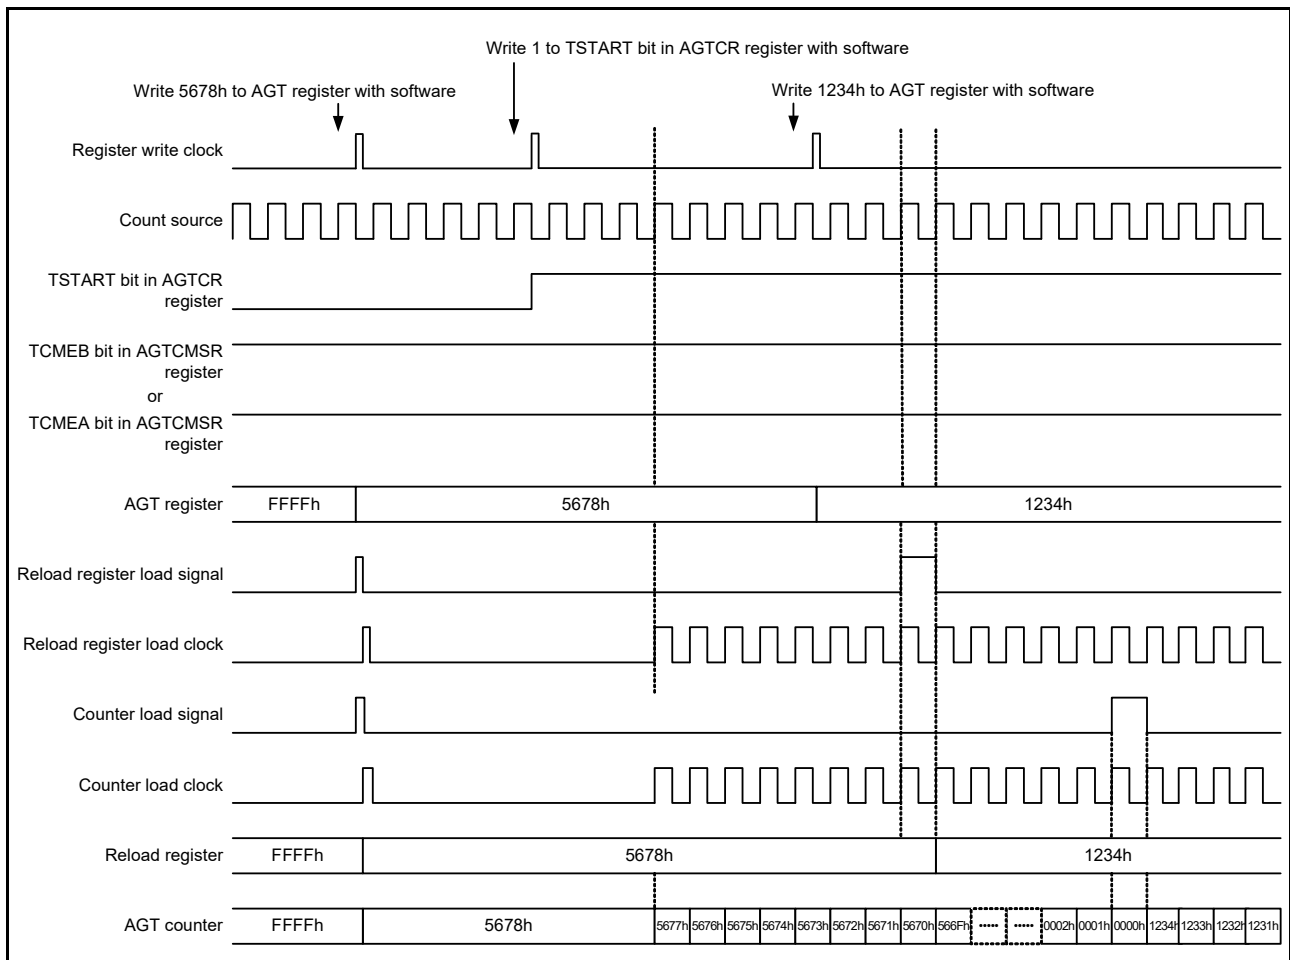 Write 1 to TSTART bit in AGTCR register with software
Write 5678h to AGT register with software
Write 1234h to AGT register with software
Register write clock
Count source
TSTART bit in AGTCR
register
TCMEB bit in AGTCMSR
register
or
TCMEA bit in AGTCMSR
register
AGT register FFFFh 5678h 1234h
Reload register load signal
Reload register load clock
Counter load signal
Counter load clock
Reload register FFFFh 5678h 1234h
AGT counter FFFFh 5678h 5677h 5676h 5675h 5674h 5673h 5672h 5671h 5670h 566Fh ----- ----- 0002h 0001h 0000h 1234h 1233h 1232h 1231h